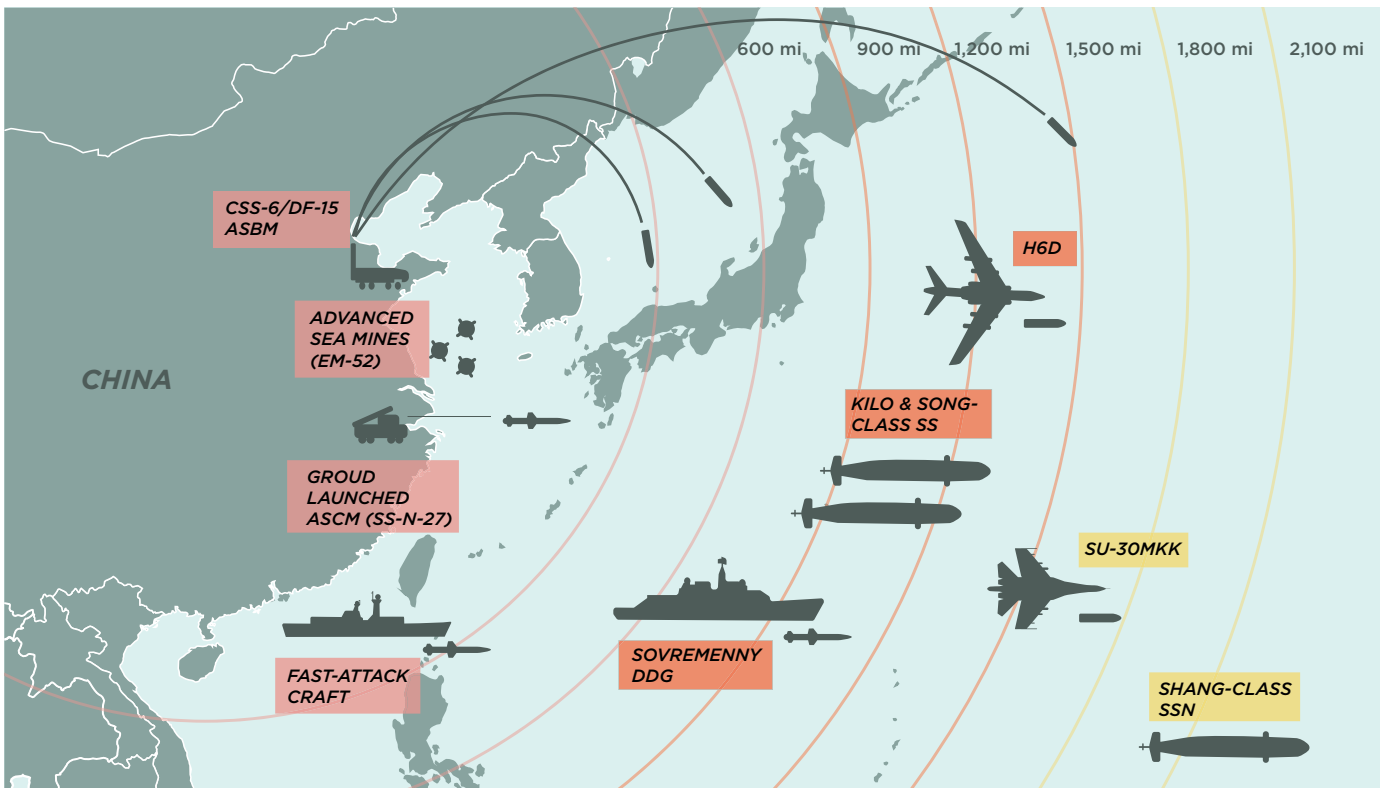 600 mi
900 mi
1,200 mi
1,500 mi
1,800 mi
2,100 mi
CSS-6/DF-15
ASBM
H6D
ADVANCED
SEA MINES
(EM-52)
CHINA
KILO & SONG-
CLASS SS
GROUD
LAUNCHED
ASCM (SS-N-27)
SU-30MKK
SOVREMENNY
DDG
FAST-ATTACK
CRAFT
SHANG-CLASS
SSN